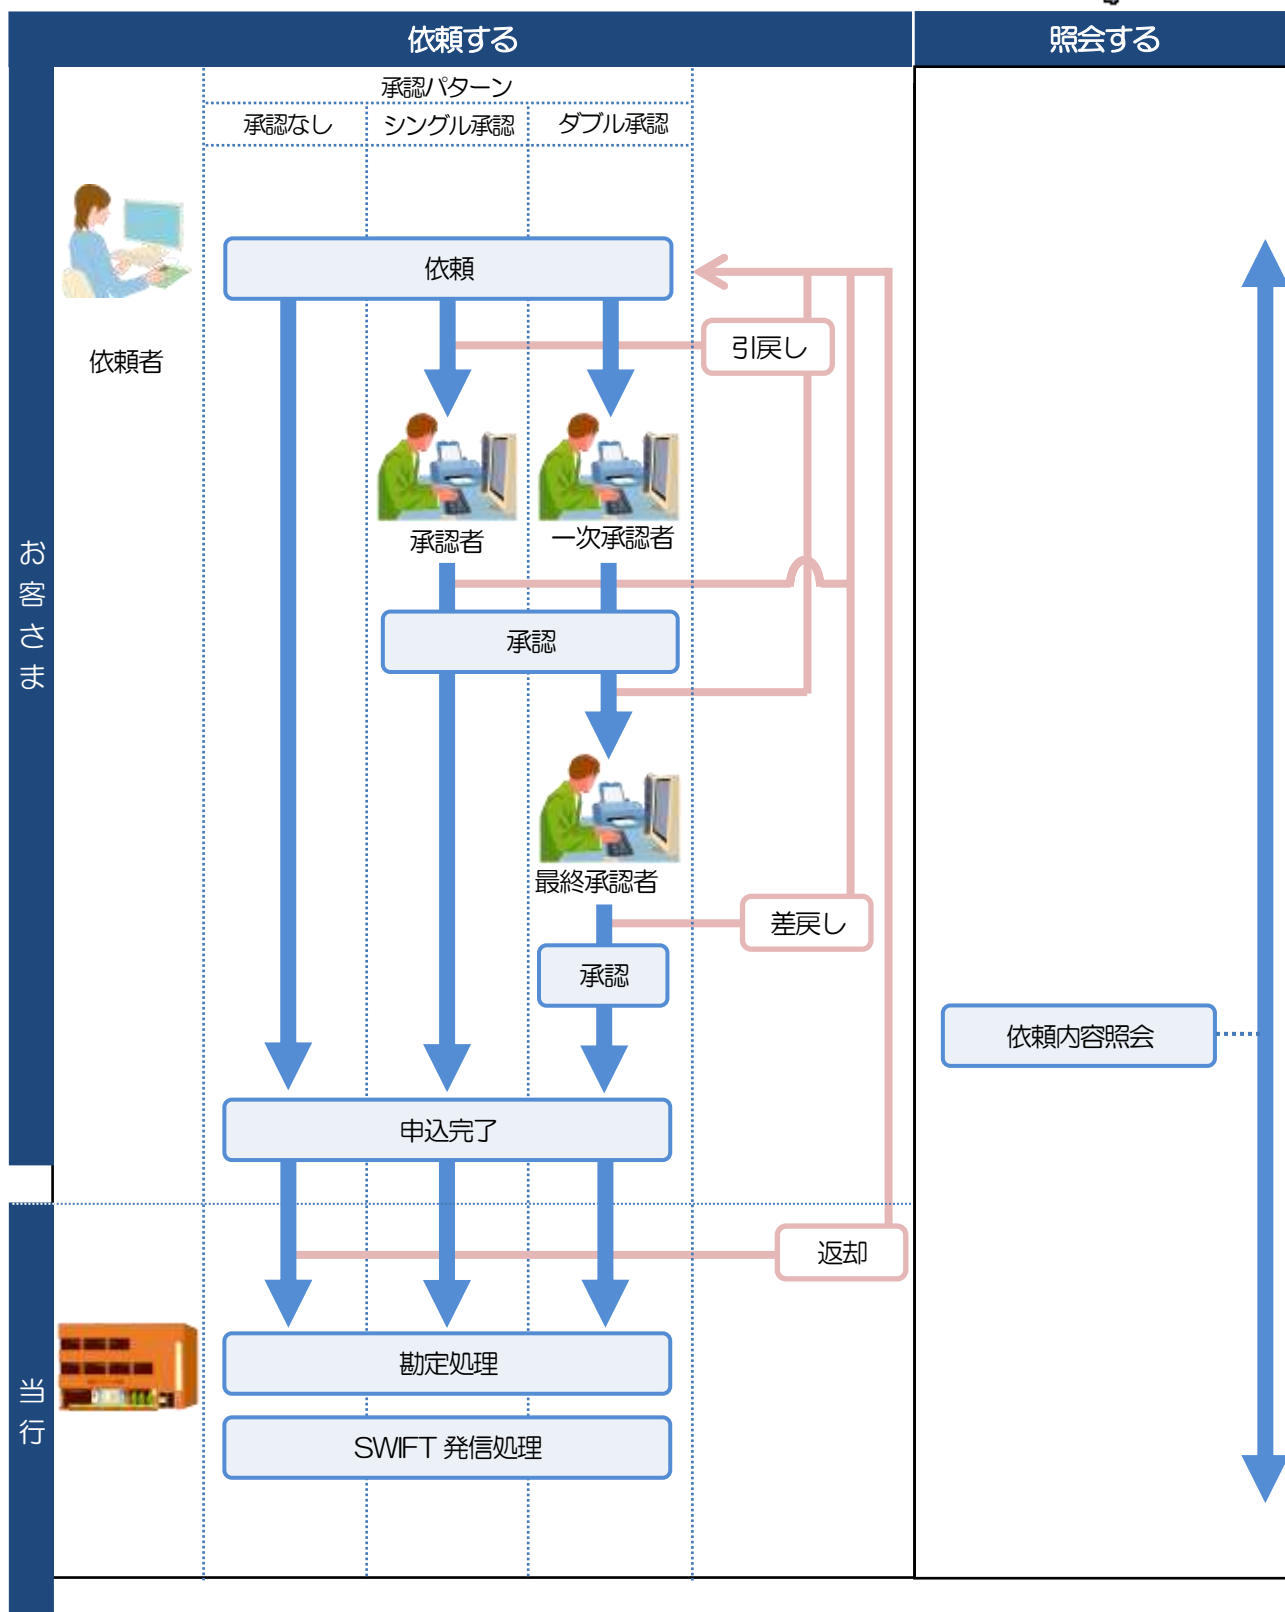 依頼する
照会する
承認パターン
承認なし
シングル承認
ダブル承認
依頼
依頼者
引戻し
承認者
一次承認者
お客さま
承認
最終承認者
差戻し
承認
依頼内容照会
申込完了
返却
勘定処理
当行
SWIFT 発信処理